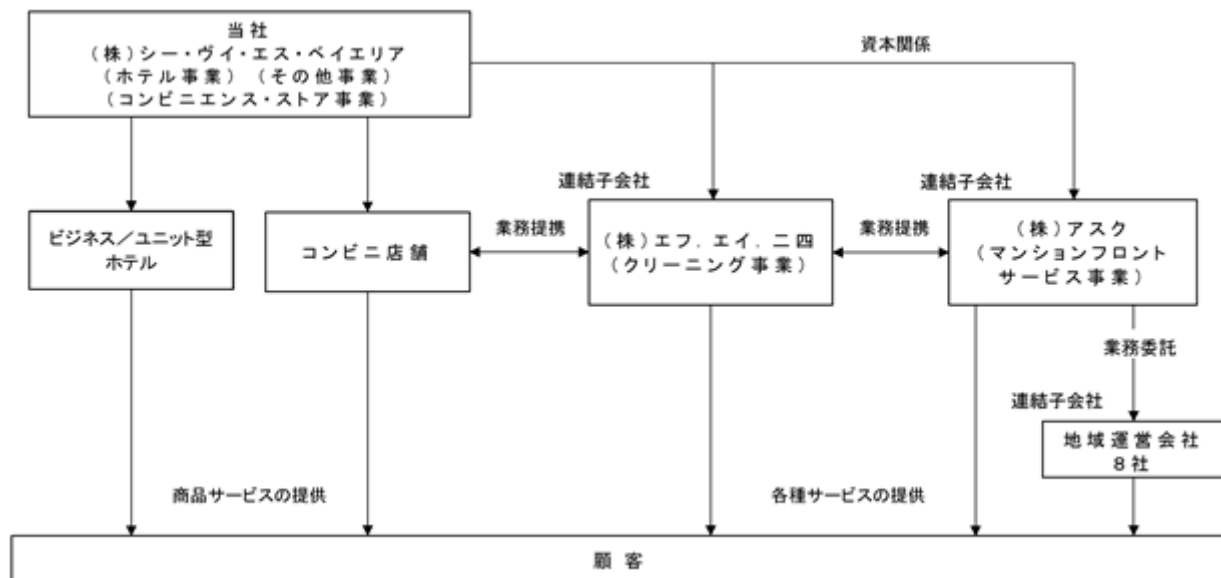 当社
(株)シー・ヴィ・エス・ベイエリア
(ホテル事業) (その他事業)
(コンビニエンス・ストア事業)
資本関係
連結子会社
連結子会社
ビジネス/ユニット型
ホテル
コンビニ店舗
業務提携
(株)エフ.エイ.二四
(クリーニング事業)
業務提携
(株)アスク
(マンションフロント
サービス事業)
業務委託
連結子会社
地域運営会社
8社
商品サービスの提供
各種サービスの提供
顧客